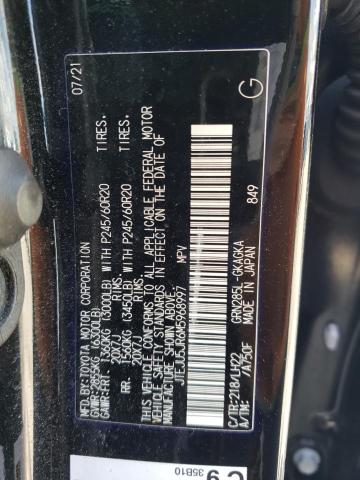 MFD.BY:TOYOTA MOTOR CORPORATION 07/21
GVWR:2855KG (6300LB)
GAWR:FRT. 1360KG (3000LB) WITH P245/60R20 TIRES.
20X7J RIMS
RR. 1565KG (3450LB) WITH P245/60R20 TIRES.
20X7J RIMS
THIS VEHICLE CONFORMS TO ALL APPLICABLE FEDERAL MOTOR
VEHICLE SAFETY STANDARDS IN EFFECT ON THE DATE OF
MANUFACTURE SHOWN ABOVE.
JTEJU5JR6M5968997 MPV
G
C/TR:218/LH22 GRN285L-GKAGKA
/A750F MADE IN JAPAN
849
C9
35B10